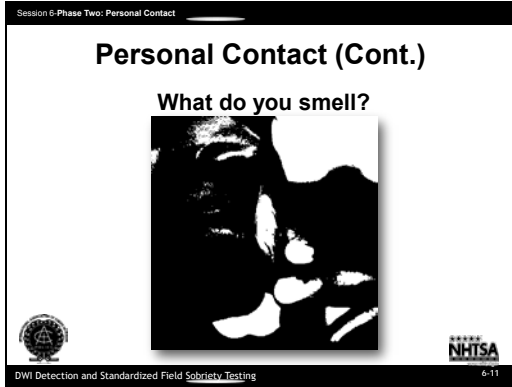 Session 6-Phase Two: Personal Contact
Personal Contact (Cont.)
What do you smell?
NHTSA
DWI Detection and Standardized Field Sobriety Testing
6-11